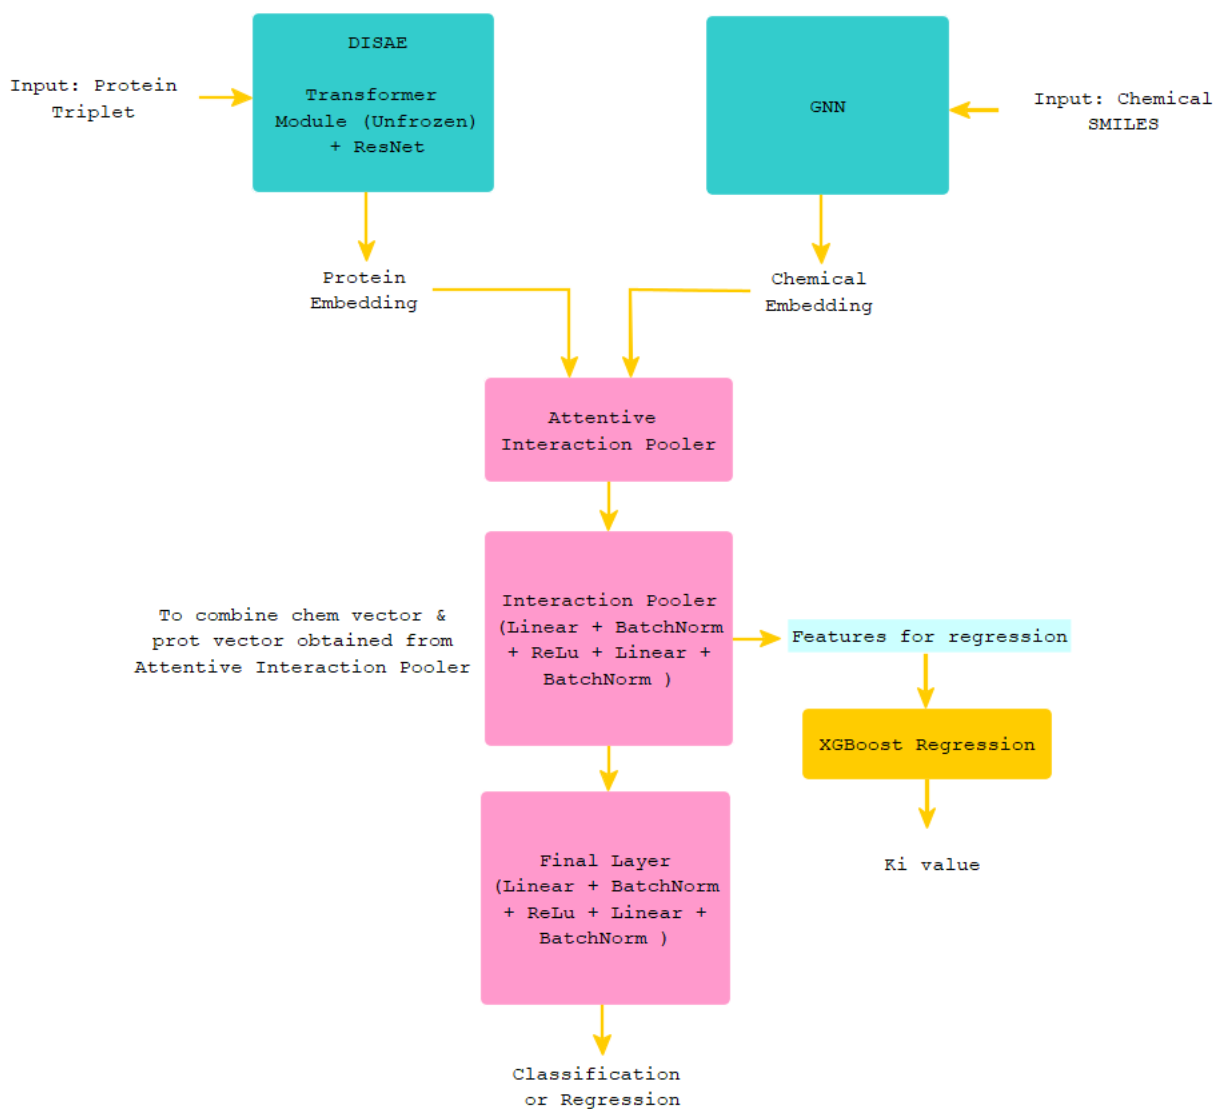 DISAE
Transformer
Module (Unfrozen)
+ ResNet
Input: Protein
Triplet
GNN
Input: Chemical
SMILES
Protein
Embedding
Chemical
Embedding
Attentive
Interaction Pooler
To combine chem vector &
prot vector obtained from
Attentive Interaction Pooler
Interaction Pooler
(Linear + BatchNorm
+ ReLu + Linear +
BatchNorm )
Features for regression
XGBoost Regression
Ki value
Final Layer
(Linear + BatchNorm
+ ReLu + Linear +
BatchNorm )
Classification
or Regression